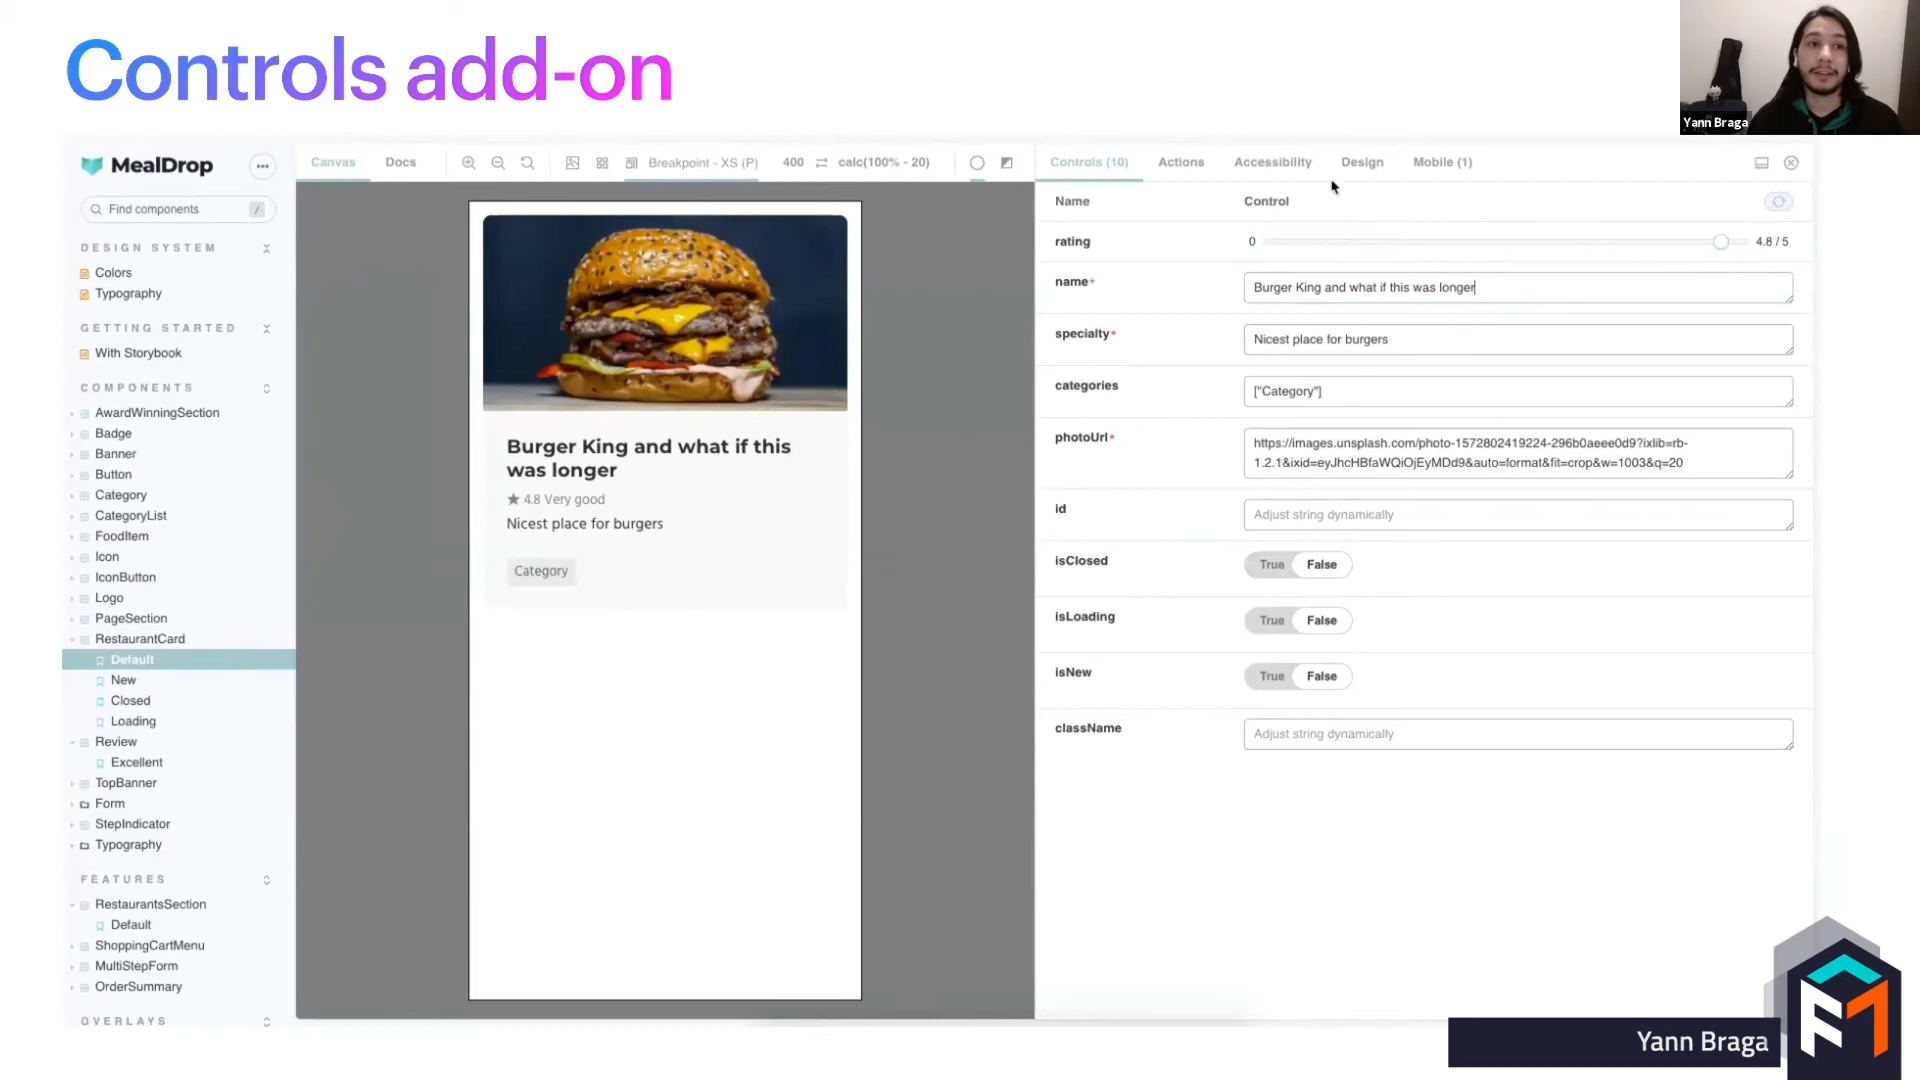 Controls add-on
Yann Braga
MealDrop
Find components
/
DESIGN SYSTEM
Colors
Typography
GETTING STARTED
With Storybook
COMPONENTS
AwardWinningSection
Badge
Banner
Button
Category
CategoryList
FoodItem
Icon
IconButton
Logo
PageSection
RestaurantCard
Default
New
Closed
Loading
Review
Excellent
TopBanner
Form
StepIndicator
Typography
FEATURES
RestaurantsSection
Default
ShoppingCartMenu
MultiStepForm
OrderSummary
OVERLAYS
Canvas Docs Breakpoint - XS (P) 400 calc(100% - 20)
Burger King and what if this
was longer
★ 4.8 Very good
Nicest place for burgers
Category
Controls (10) Actions Accessibility Design Mobile (1)
Name Control
rating 0 4.8 / 5
name* Burger King and what if this was longer
specialty* Nicest place for burgers
categories ["Category"]
photoUrl* https://images.unsplash.com/photo-1572802419224-296b0aeee0d9?ixlib=rb-
1.2.1&ixid=eyJhcHBfaWQiOjEyMDd9&auto=format&fit=crop&w=1003&q=20
id Adjust string dynamically
isClosed True False
isLoading True False
isNew True False
className Adjust string dynamically
Yann Braga